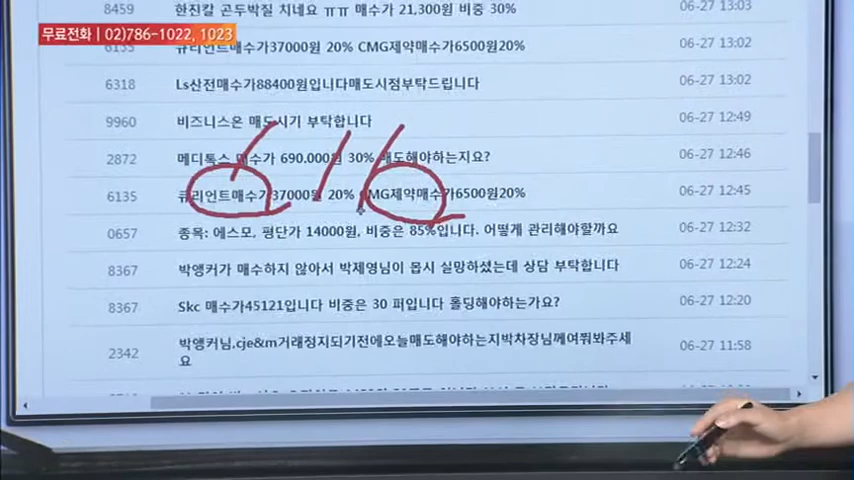 8459 한진칼 곤두박질 치네요 ㅠㅠ 매수가 21,300원 비중 30% 06-27 13:03
무료전화 | 02)786-1022, 1023
6135 큐리언트매수가37000원 20% CMG제약매수가6500원20% 06-27 13:02
6318 Ls산전매수가88400원입니다매도시점부탁드립니다 06-27 13:02
9960 비즈니스온 매도시기 부탁합니다 06-27 12:49
2872 메디톡스 매수가 690.000원 30% 매도해야하는지요? 06-27 12:46
6135 큐리언트매수가37000원 20% CMG제약매수가6500원20% 06-27 12:45
0657 종목: 에스모, 평단가 14000원, 비중은 85%입니다. 어떻게 관리해야할까요 06-27 12:32
8367 박앵커가 매수하지 않아서 박제영님이 몹시 실망하셨는데 상담 부탁합니다 06-27 12:24
8367 Skc 매수가45121입니다 비중은 30 퍼입니다 홀딩해야하는가요? 06-27 12:20
2342 박앵커님.cje&m거래정지되기전에오늘매도해야하는지박차장님께여쭤봐주세 06-27 11:58
요